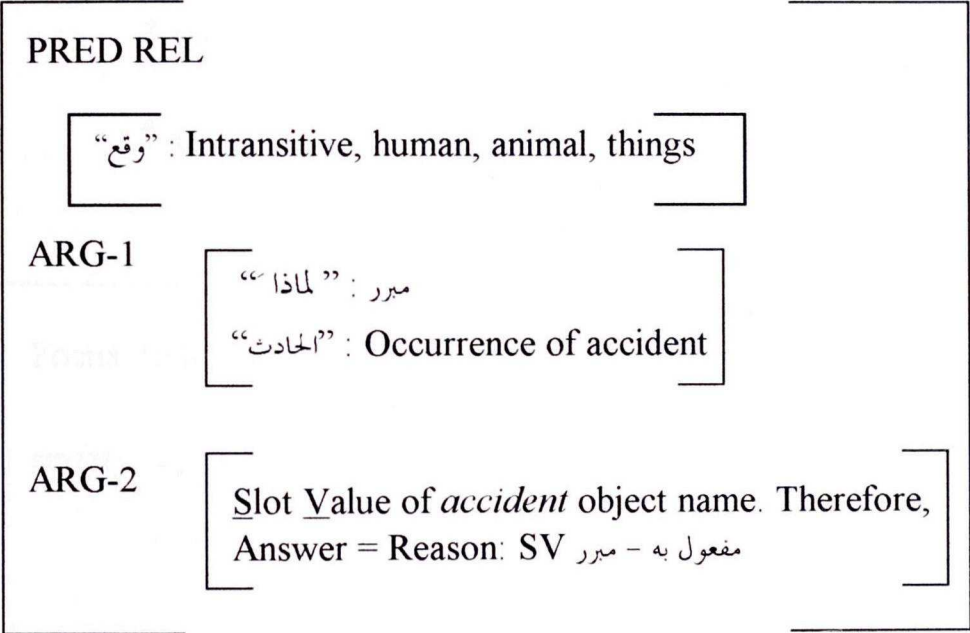 PRED REL
"وقع" : Intransitive, human, animal, things
ARG-1
مبرر : "لماذا"
"الحادث" : Occurrence of accident
ARG-2
Slot Value of accident object name. Therefore,
Answer = Reason: SV مفعول به - مبرر